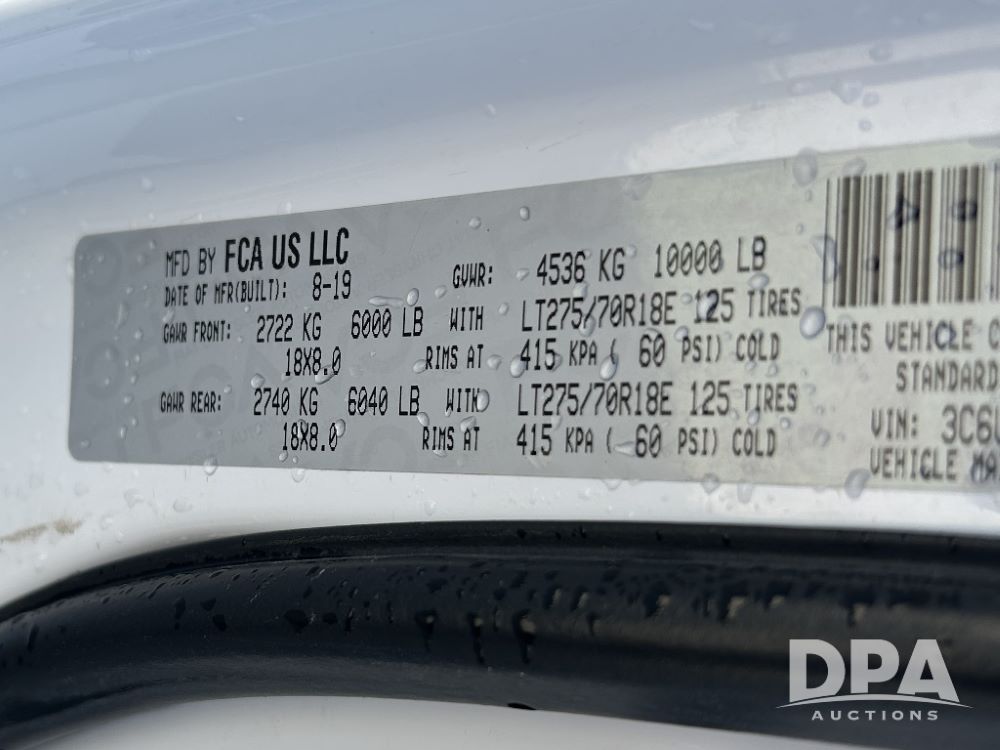 MFD BY FCA US LLC
DATE OF MFR(BUILT): 8-19
GVWR: 4536 KG 10000 LB
GAWR FRONT: 2722 KG 6000 LB WITH LT275/70R18E 125 TIRES
18X8.0 RIMS AT 415 KPA ( 60 PSI) COLD
GAWR REAR: 2740 KG 6040 LB WITH LT275/70R18E 125 TIRES
18X8.0 RIMS AT 415 KPA ( 60 PSI) COLD
THIS VEHICLE
STANDARD
VIN: 3C6
VEHICLE
DPA
AUCTIONS